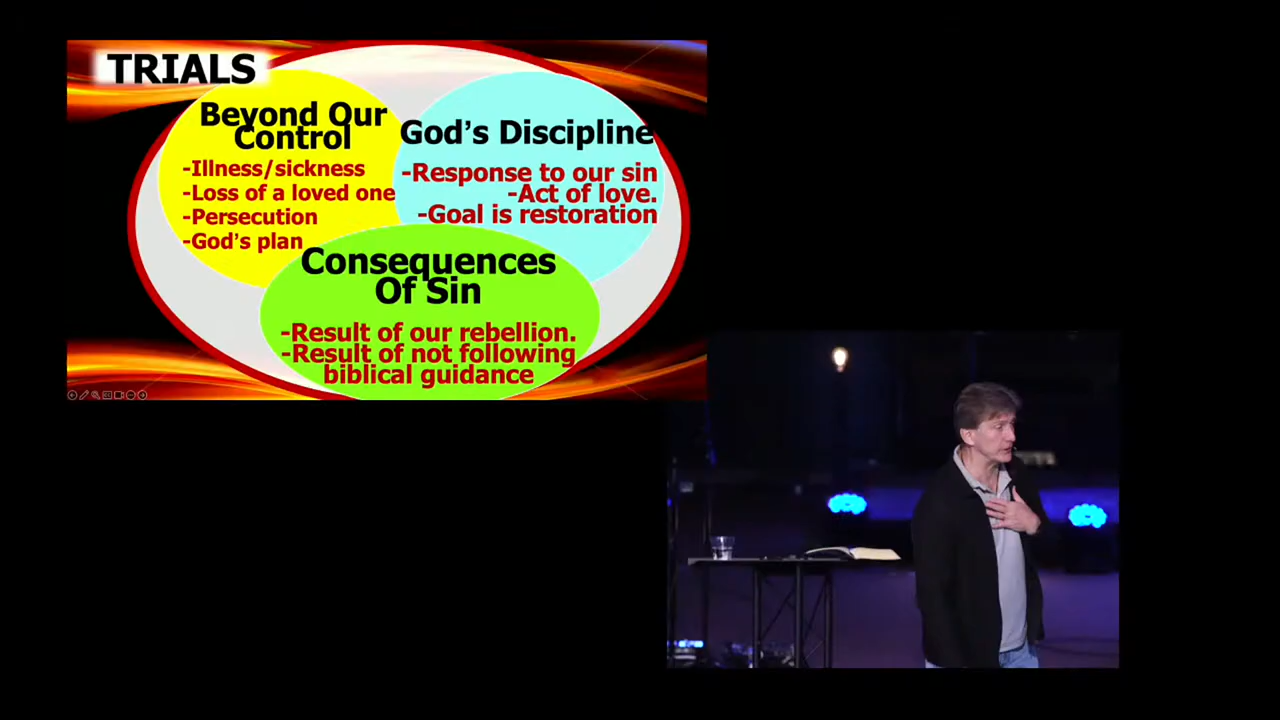 TRIALS
Beyond Our
Control
-Illness/sickness
-Loss of a loved one
-Persecution
-God's plan
God's Discipline
-Response to our sin
-Act of love.
-Goal is restoration
Consequences
Of Sin
-Result of our rebellion.
-Result of not following
biblical guidance